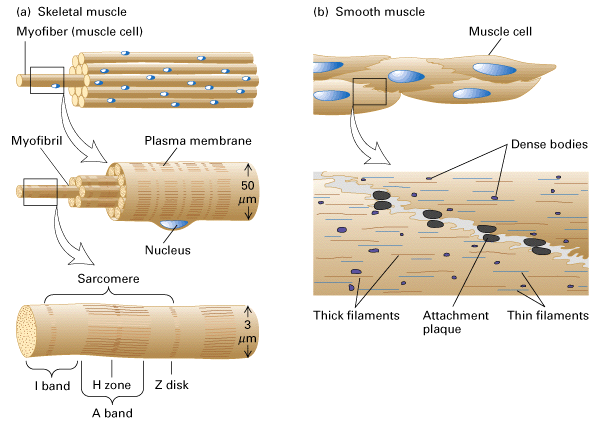 (a) Skeletal muscle
Myofiber (muscle cell)
Myofibril
Plasma membrane
50
μm
Nucleus
Sarcomere
3
μm
I band
H zone
Z disk
A band
(b) Smooth muscle
Muscle cell
Dense bodies
Thick filaments
Attachment
plaque
Thin filaments